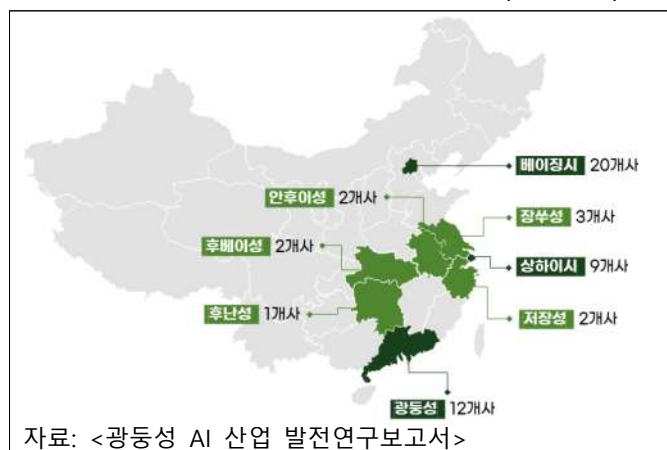 베이징시 20개사
안후이성 2개사
장쑤성 3개사
후베이성 2개사
상하이시 9개사
후난성 1개사
저장성 2개사
광둥성 12개사
자료: <광둥성 AI 산업 발전연구보고서>